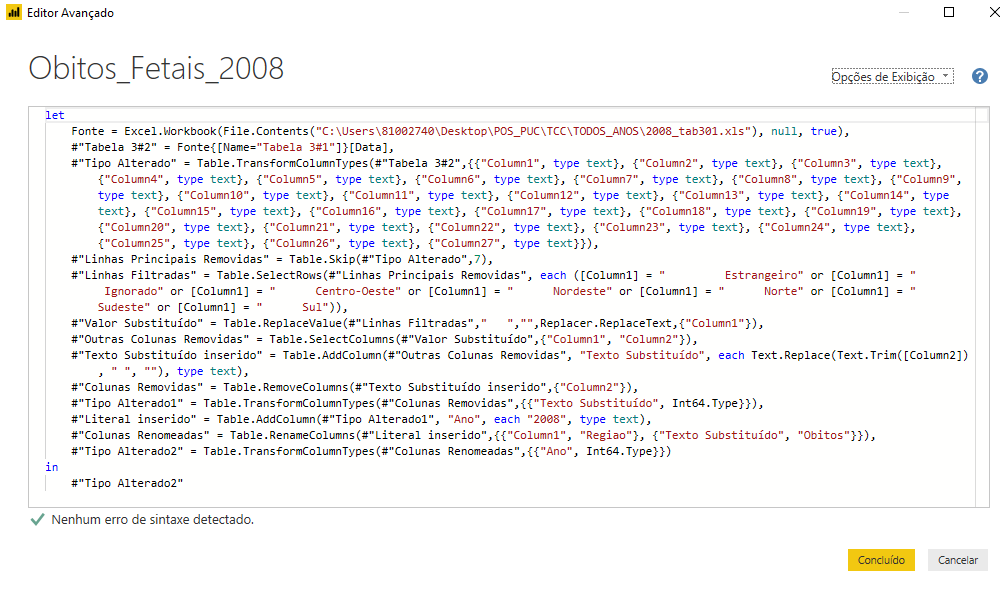 Editor Avançado
Obitos_Fetais_2008
Opções de Exibição
?
let
Fonte = Excel.Workbook(File.Contents("C:\Users\81002740\Desktop\POS_PUC\TCC\TODOS_ANOS\2008_tab301.xls"), null, true),
#"Tabela 3#2" = Fonte{[Name="Tabela 3#1"]}[Data],
#"Tipo Alterado" = Table.TransformColumnTypes(#"Tabela 3#2",{{"Column1", type text}, {"Column2", type text}, {"Column3", type text},
{"Column4", type text}, {"Column5", type text}, {"Column6", type text}, {"Column7", type text}, {"Column8", type text}, {"Column9",
type text}, {"Column10", type text}, {"Column11", type text}, {"Column12", type text}, {"Column13", type text}, {"Column14", type
text}, {"Column15", type text}, {"Column16", type text}, {"Column17", type text}, {"Column18", type text}, {"Column19", type text},
{"Column20", type text}, {"Column21", type text}, {"Column22", type text}, {"Column23", type text}, {"Column24", type text},
{"Column25", type text}, {"Column26", type text}, {"Column27", type text}}),
#"Linhas Principais Removidas" = Table.Skip(#"Tipo Alterado",7),
#"Linhas Filtradas" = Table.SelectRows(#"Linhas Principais Removidas", each ([Column1] = "        Estrangeiro" or [Column1] = "
Ignorado" or [Column1] = "      Centro-Oeste" or [Column1] = "      Nordeste" or [Column1] = "      Norte" or [Column1] = "
Sudeste" or [Column1] = "      Sul")),
#"Valor Substituído" = Table.ReplaceValue(#"Linhas Filtradas","   ","",Replacer.ReplaceText,{"Column1"}),
#"Outras Colunas Removidas" = Table.SelectColumns(#"Valor Substituído",{"Column1", "Column2"}),
#"Texto Substituído inserido" = Table.AddColumn(#"Outras Colunas Removidas", "Texto Substituído", each Text.Replace(Text.Trim([Column2])
, " ", ""), type text),
#"Colunas Removidas" = Table.RemoveColumns(#"Texto Substituído inserido",{"Column2"}),
#"Tipo Alterado1" = Table.TransformColumnTypes(#"Colunas Removidas",{{"Texto Substituído", Int64.Type}}),
#"Literal inserido" = Table.AddColumn(#"Tipo Alterado1", "Ano", each "2008", type text),
#"Colunas Renomeadas" = Table.RenameColumns(#"Literal inserido",{{"Column1", "Regiao"}, {"Texto Substituído", "Obitos"}}),
#"Tipo Alterado2" = Table.TransformColumnTypes(#"Colunas Renomeadas",{{"Ano", Int64.Type}})
in
#"Tipo Alterado2"
Nenhum erro de sintaxe detectado.
Concluído
Cancelar